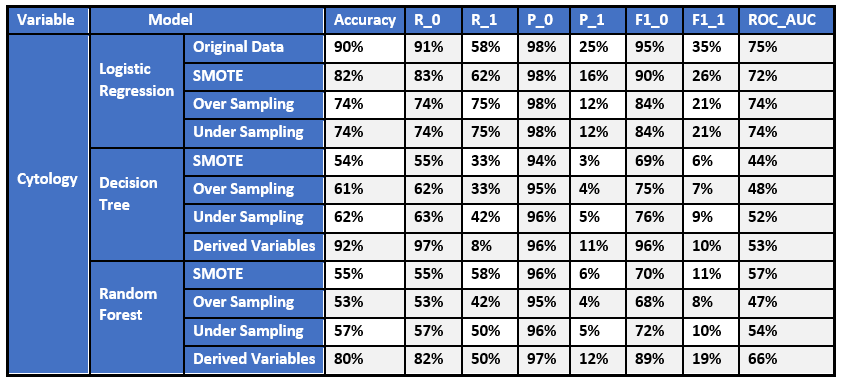 Variable Model Accuracy R_0 R_1 P_0 P_1 F1_0 F1_1 ROC_AUC
Cytology
Logistic Regression
Original Data 90% 91% 58% 98% 25% 95% 35% 75%
SMOTE 82% 83% 62% 98% 16% 90% 26% 72%
Over Sampling 74% 74% 75% 98% 12% 84% 21% 74%
Under Sampling 74% 74% 75% 98% 12% 84% 21% 74%
Decision Tree
SMOTE 54% 55% 33% 94% 3% 69% 6% 44%
Over Sampling 61% 62% 33% 95% 4% 75% 7% 48%
Under Sampling 62% 63% 42% 96% 5% 76% 9% 52%
Derived Variables 92% 97% 8% 96% 11% 96% 10% 53%
Random Forest
SMOTE 55% 55% 58% 96% 6% 70% 11% 57%
Over Sampling 53% 53% 42% 95% 4% 68% 8% 47%
Under Sampling 57% 57% 50% 96% 5% 72% 10% 54%
Derived Variables 80% 82% 50% 97% 12% 89% 19% 66%